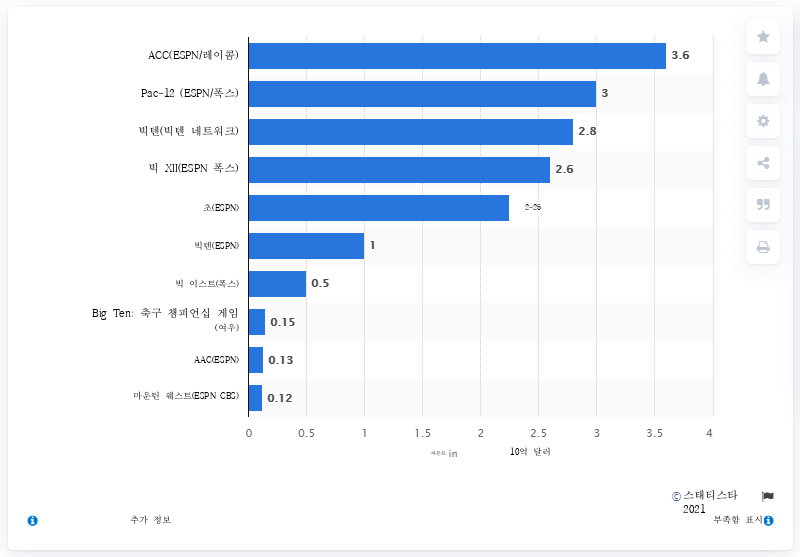 ACC(ESPN/레이콤)
3.6
Pac-12 (ESPN/폭스)
3
빅텐(빅텐 네트워크)
2.8
빅 XII(ESPN 폭스)
2.6
초(ESPN)
2-25
빅텐(ESPN)
1
빅 이스트(폭스)
0.5
Big Ten: 축구 챔피언십 게임
(여우)
0.15
AAC(ESPN)
0.13
마운틴 웨스트(ESPN CBS)
0.12
0 0.5 1 1.5 2 2.5 3 3.5 4
in 10억 달러
© 스태티스타
2021
추가 정보
부족함 표시